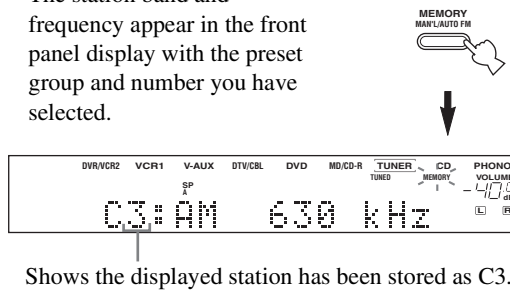 The station band and
frequency appear in the front
panel display with the preset
group and number you have
selected.
MEMORY
MAN'L/AUTO FM
DVR/VCR2 VCR1 V-AUX DTV/CBL DVD MD/CD-R TUNER CD PHONO
SP A TUNED MEMORY VOLUME
C3:AM 630 kHz
L
Shows the displayed station has been stored as C3.